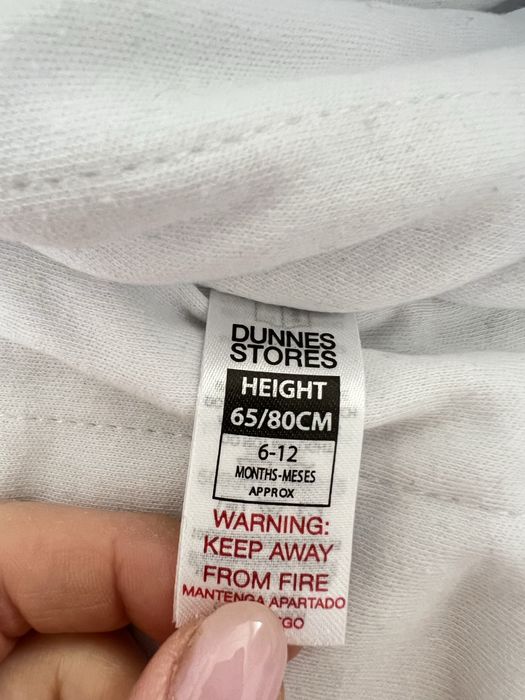 DUNNES
STORES
HEIGHT
65/80CM
6-12
MONTHS-MESES
APPROX
WARNING:
KEEP AWAY
FROM FIRE
MANTENGA APARTADO